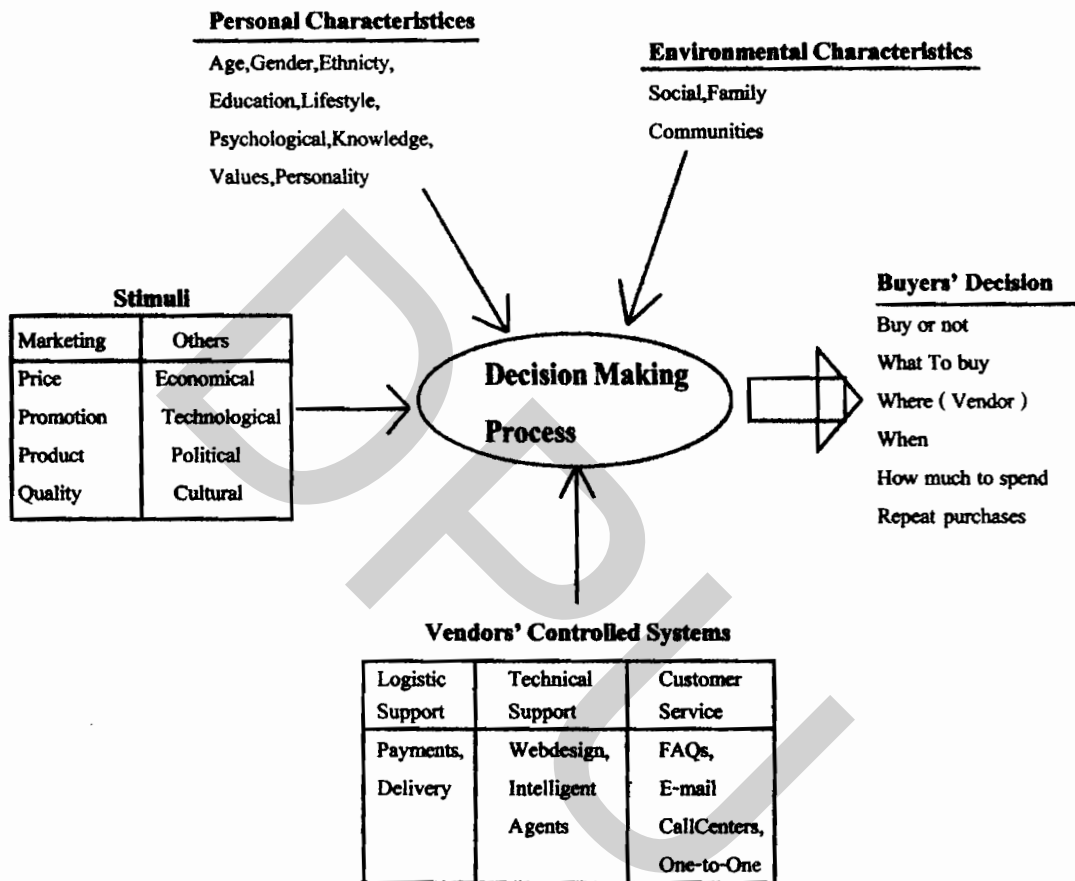 Personal Characteristices
Age,Gender,Ethnicty,
Education,Lifestyle,
Psychological,Knowledge,
Values,Personality
Environmental Characteristics
Social,Family
Communities
Stimuli
Marketing Others
Price Economical
Promotion Technological
Product Political
Quality Cultural
Decision Making
Process
Buyers' Decision
Buy or not
What To buy
Where ( Vendor )
When
How much to spend
Repeat purchases
Vendors' Controlled Systems
Logistic Technical Customer
Support Support Service
Payments, Webdesign, FAQs,
Delivery Intelligent E-mail
Agents CallCenters,
One-to-One
DPU